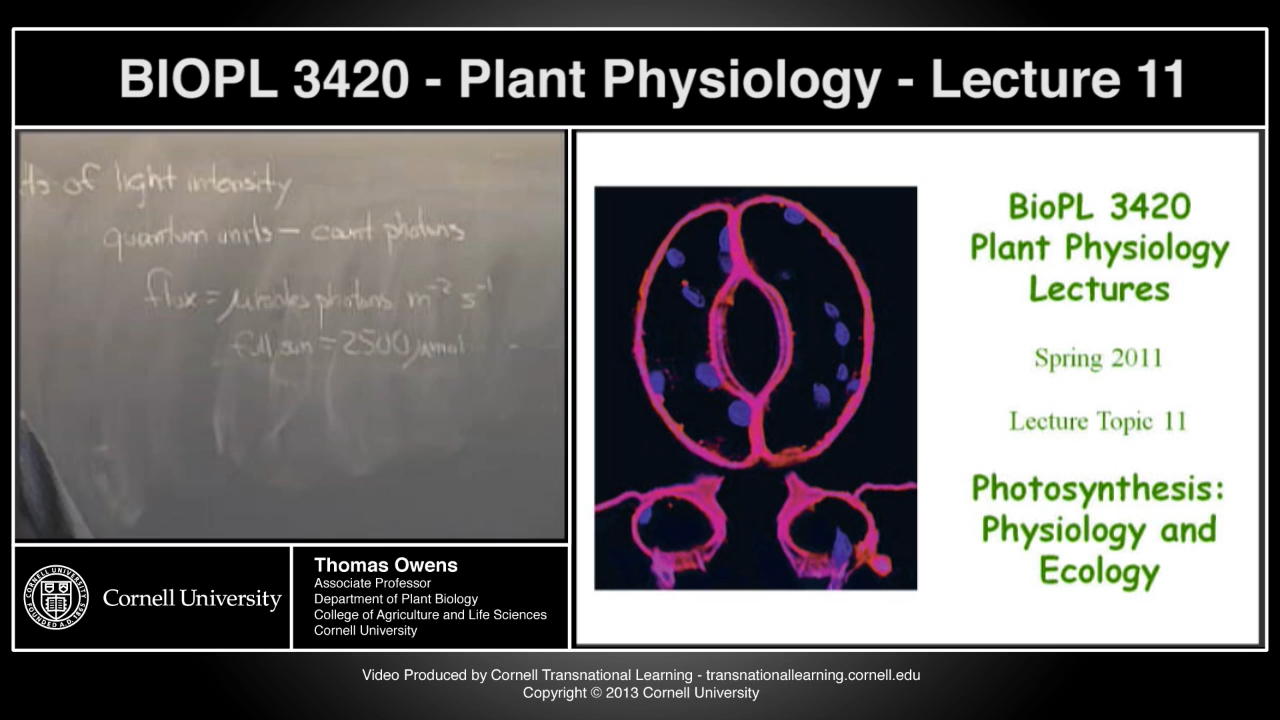 BIOPL 3420 - Plant Physiology - Lecture 11
of light intensity
quantum units – count photons
flux = μmoles photons m⁻² s⁻¹
full sun = 2500 μmol
BioPL 3420
Plant Physiology
Lectures
Spring 2011
Lecture Topic 11
Photosynthesis:
Physiology and
Ecology
CORNELL UNIVERSITY
FOUNDED A.D.
Cornell University
Thomas Owens
Associate Professor
Department of Plant Biology
College of Agriculture and Life Sciences
Cornell University
Video Produced by Cornell Transnational Learning - transnationallearning.cornell.edu
Copyright © 2013 Cornell University